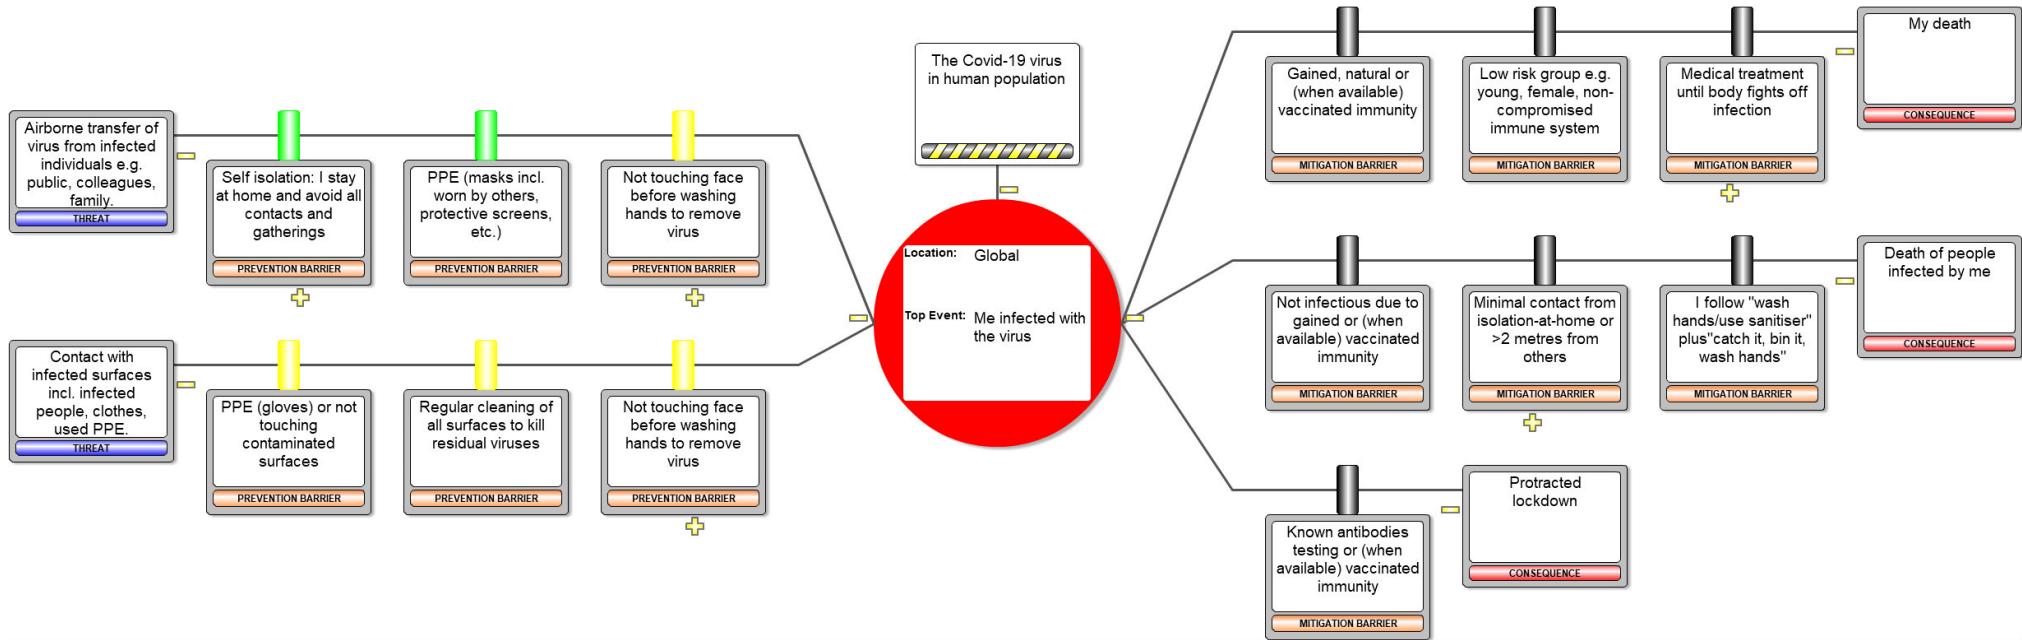 The Covid-19 virus
in human population
Airborne transfer of
virus from infected
individuals e.g.
public, colleagues,
family.
THREAT
Self isolation: I stay
at home and avoid all
contacts and
gatherings
PREVENTION BARRIER
PPE (masks incl.
worn by others,
protective screens,
etc.)
PREVENTION BARRIER
Not touching face
before washing
hands to remove
virus
PREVENTION BARRIER
Contact with
infected surfaces
incl. infected
people, clothes,
used PPE.
THREAT
PPE (gloves) or not
touching
contaminated
surfaces
PREVENTION BARRIER
Regular cleaning of
all surfaces to kill
residual viruses
PREVENTION BARRIER
Not touching face
before washing
hands to remove
virus
PREVENTION BARRIER
Location: Global
Top Event: Me infected with
the virus
Gained, natural or
(when available)
vaccinated immunity
MITIGATION BARRIER
Low risk group e.g.
young, female, non-
compromised
immune system
MITIGATION BARRIER
Medical treatment
until body fights off
infection
MITIGATION BARRIER
My death
CONSEQUENCE
Not infectious due to
gained or (when
available) vaccinated
immunity
MITIGATION BARRIER
Minimal contact from
isolation-at-home or
>2 metres from
others
MITIGATION BARRIER
I follow "wash
hands/use sanitiser"
plus"catch it, bin it,
wash hands"
MITIGATION BARRIER
Death of people
infected by me
CONSEQUENCE
Known antibodies
testing or (when
available) vaccinated
immunity
MITIGATION BARRIER
Protracted
lockdown
CONSEQUENCE